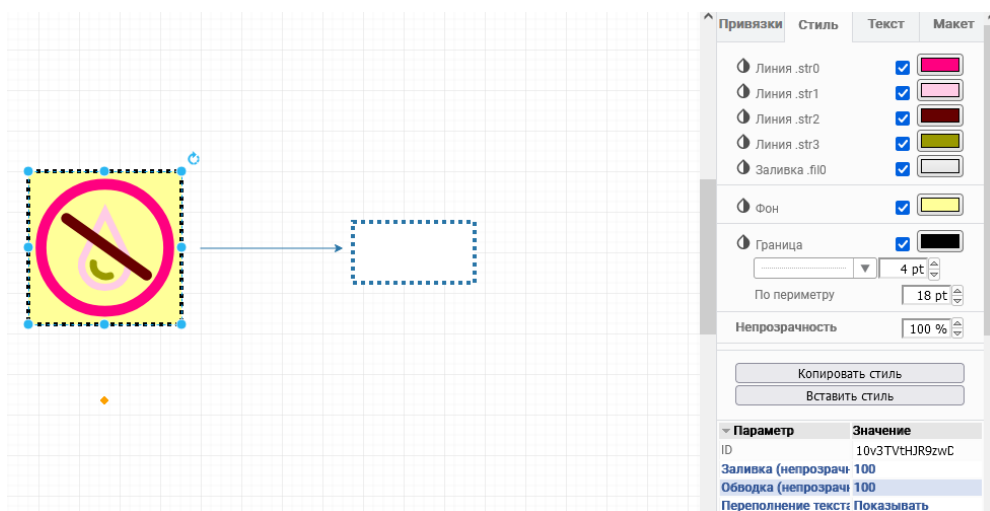 Привязки Стиль Текст Макет
Линия .str0
Линия .str1
Линия .str2
Линия .str3
Заливка .fil0
Фон
Граница
4 pt
По периметру 18 pt
Непрозрачность 100 %
Копировать стиль
Вставить стиль
Параметр Значение
ID 10v3TVtHJR9zwD
Заливка (непрозрачн 100
Обводка (непрозрачн 100
Переполнение текста Показывать